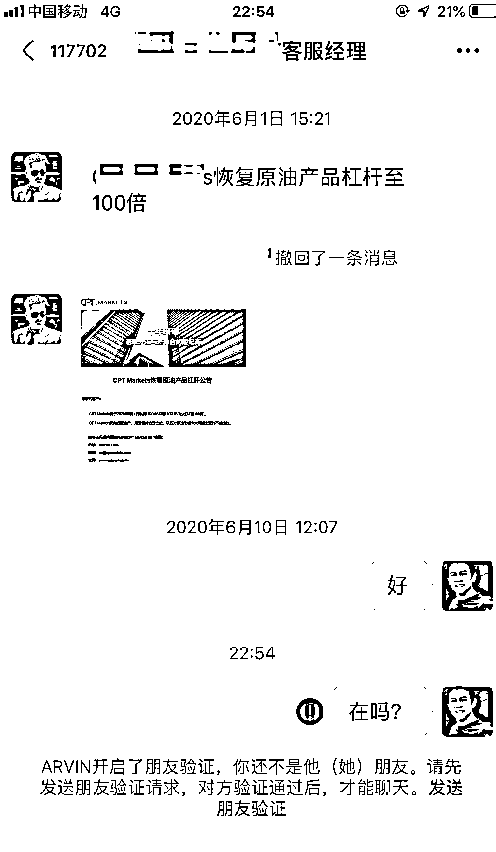 中国移动 4G 22:54 21%
117702 客服经理
2020年6月1日 15:21
s恢复原油产品杠杆至
100倍
撤回了一条消息
CPT MARKETS
CPT Markets恢复原油产品杠杆公告
2020年6月10日 12:07
好
22:54
在吗?
ARVIN开启了朋友验证，你还不是他（她）朋友。请先
发送朋友验证请求，对方验证通过后，才能聊天。发送
朋友验证